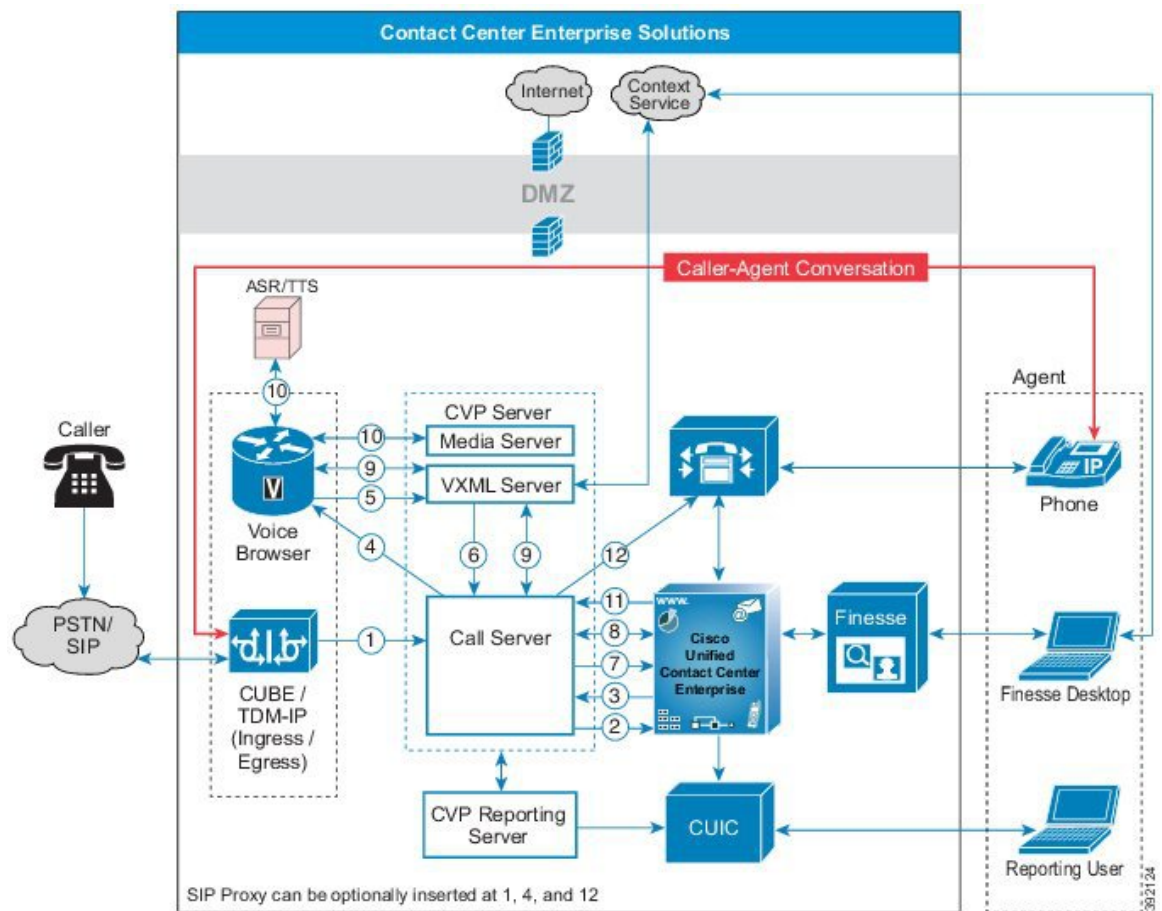 Contact Center Enterprise Solutions
Internet
Context
Service
DMZ
Caller-Agent Conversation
ASR/TTS
Agent
10
CVP Server
Caller
10
Media Server
9
VXML Server
IP
5
V
Phone
Voice
Browser
4
6
9
12
www.
11
@
PSTN/
SIP
1
Call Server
8
Cisco
Unified
Contact Center
Enterprise
Finesse
7
CUBE /
TDM-IP
(Ingress /
Egress)
3
Finesse Desktop
2
CVP Reporting
Server
CUIC
Reporting User
SIP Proxy can be optionally inserted at 1, 4, and 12
392124